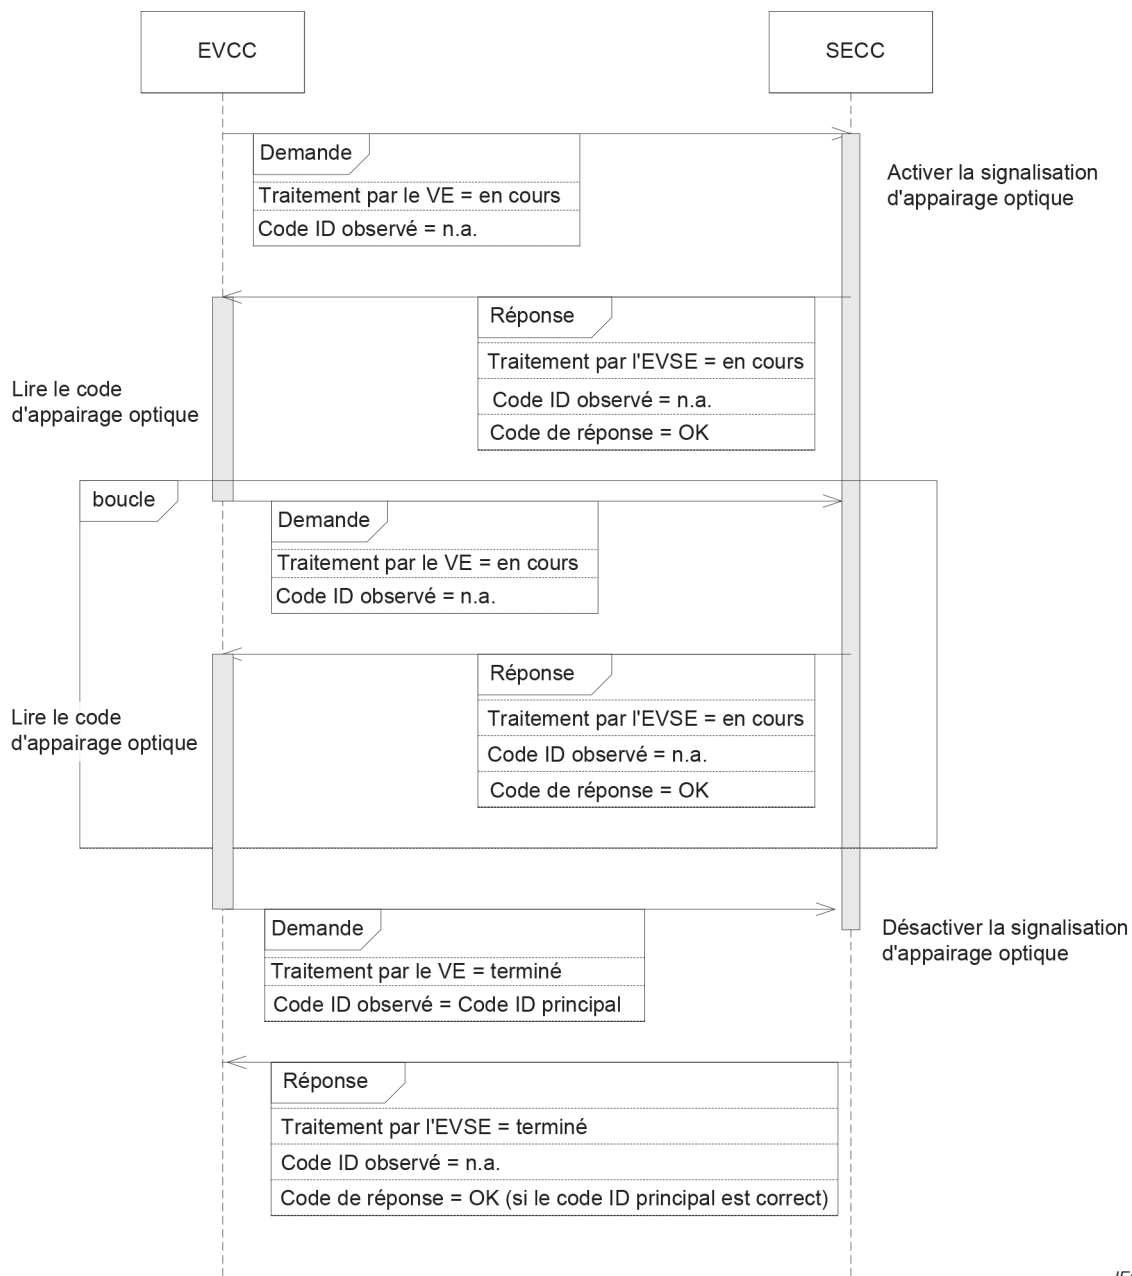 EVCC
SECC
Demande
Traitement par le VE = en cours
Code ID observé = n.a.
Activer la signalisation
d'appairage optique
Réponse
Traitement par l'EVSE = en cours
Code ID observé = n.a.
Code de réponse = OK
Lire le code
d'appairage optique
boucle
Demande
Traitement par le VE = en cours
Code ID observé = n.a.
Réponse
Traitement par l'EVSE = en cours
Code ID observé = n.a.
Code de réponse = OK
Lire le code
d'appairage optique
Demande
Traitement par le VE = terminé
Code ID observé = Code ID principal
Désactiver la signalisation
d'appairage optique
Réponse
Traitement par l'EVSE = terminé
Code ID observé = n.a.
Code de réponse = OK (si le code ID principal est correct)